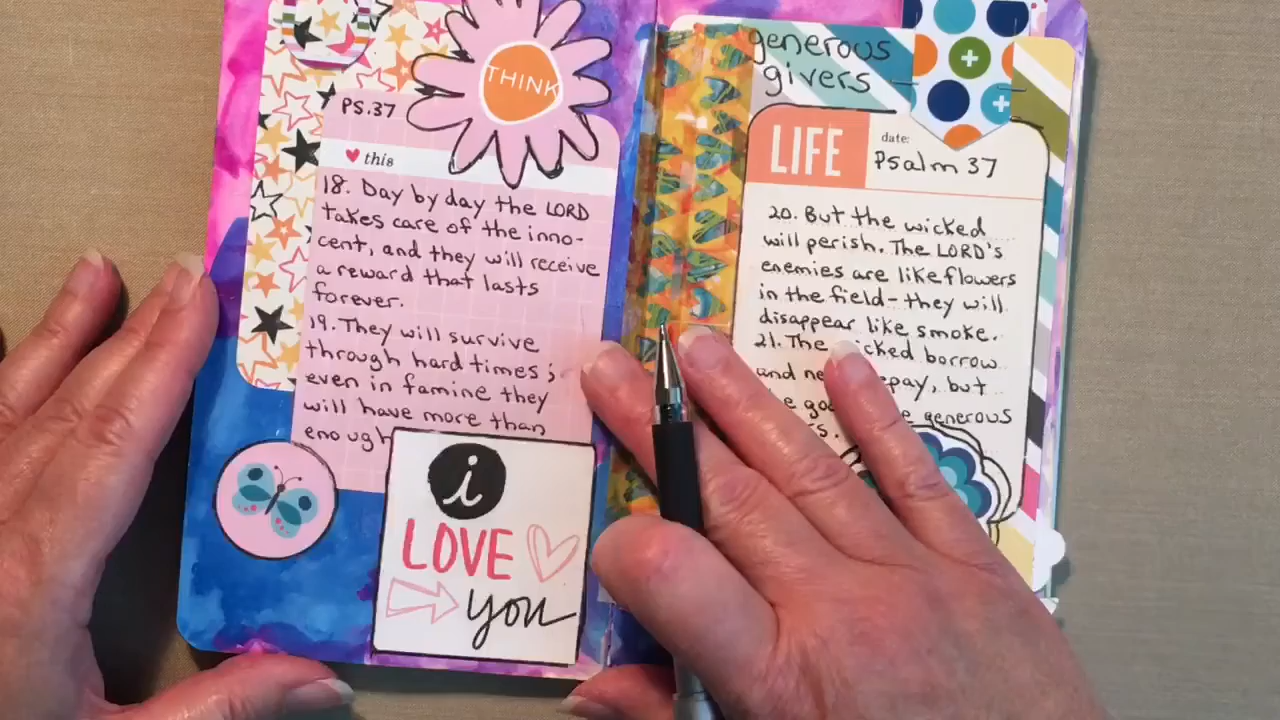 THINK
PS.37
this
18. Day by day the LORD
takes care of the inno-
cent, and they will receive
a reward that lasts
forever.
19. They will survive
through hard times;
even in famine they
will have more than
enough
i
LOVE
you
generous
givers
LIFE
date:
Psalm 37
20. But the wicked
will perish. The LORD'S
enemies are like flowers
in the field- they will
disappear like smoke.
21. The borrow
and but
generous